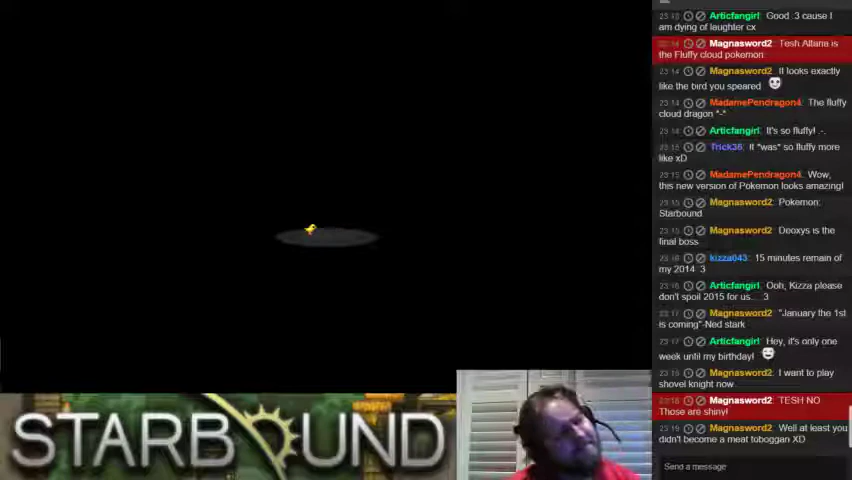 23:13 Articfangirl: Good :3 cause I
am dying of laughter cx
23:14 Magnasword2: Tesh Altaria is
the Fluffy cloud pokemon
23:14 Magnasword2: It looks exactly
like the bird you speared
23:14 MadamePendragon4: The fluffy
cloud dragon *-*
23:14 Articfangirl: It's so fluffy! .-.
23:15 Trick36: It "was" so fluffy more
like xD
23:15 MadamePendragon4: Wow,
this new version of Pokemon looks amazing!
23:15 Magnasword2: Pokemon:
Starbound
23:15 Magnasword2: Deoxys is the
final boss
23:16 kizza043: 15 minutes remain of
my 2014 :3
23:16 Articfangirl: Ooh, Kizza please
don't spoil 2015 for us... :3
23:17 Magnasword2: "January the 1st
is coming"-Ned stark
23:17 Articfangirl: Hey, it's only one
week until my birthday!
Magnasword2: I want to play
shovel knight now
23:18 Magnasword2: TESH NO
Those are shiny!
23:19 Magnasword2: Well at least you
didn't become a meat toboggan XD
Send a message
STARBOUND